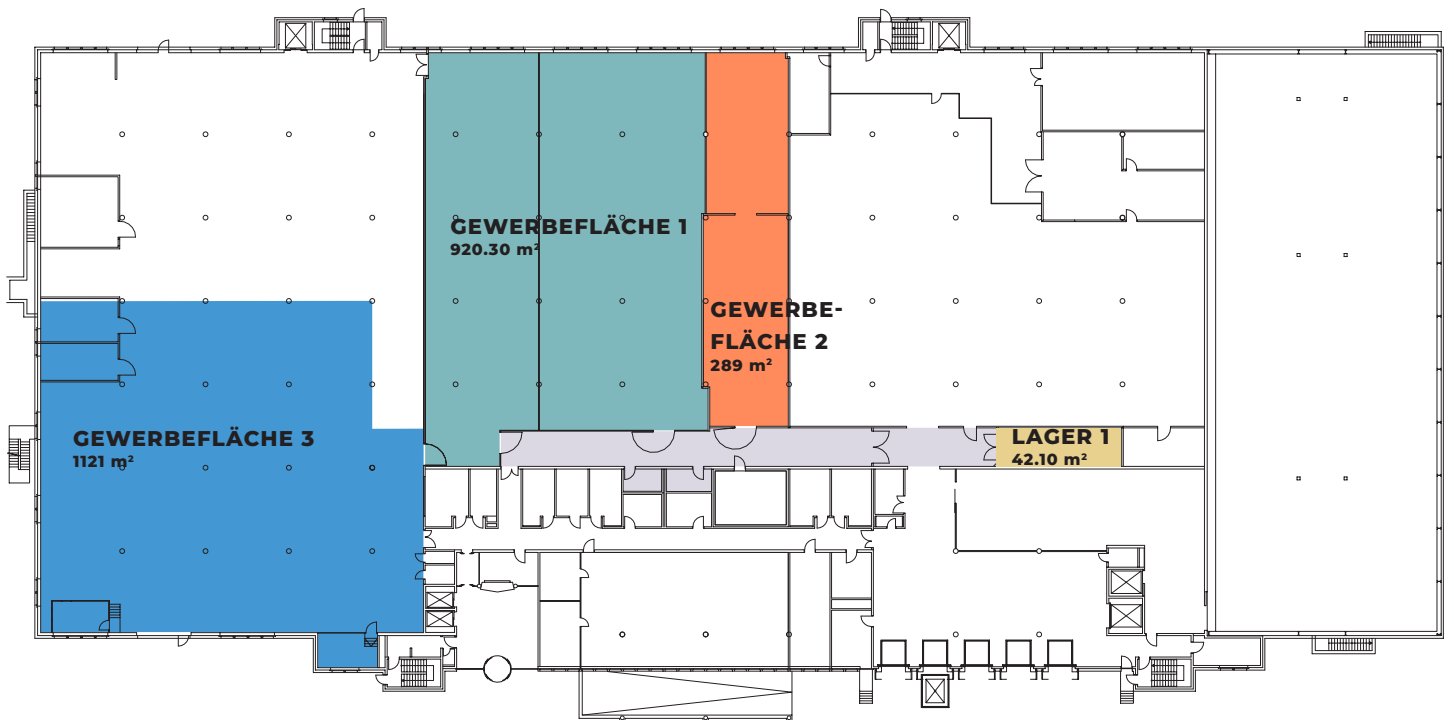 GEWERBEFLÄCHE 1
920.30 m²
GEWERBE-
FLÄCHE 2
289 m²
GEWERBEFLÄCHE 3
1121 m²
LAGER 1
42.10 m²